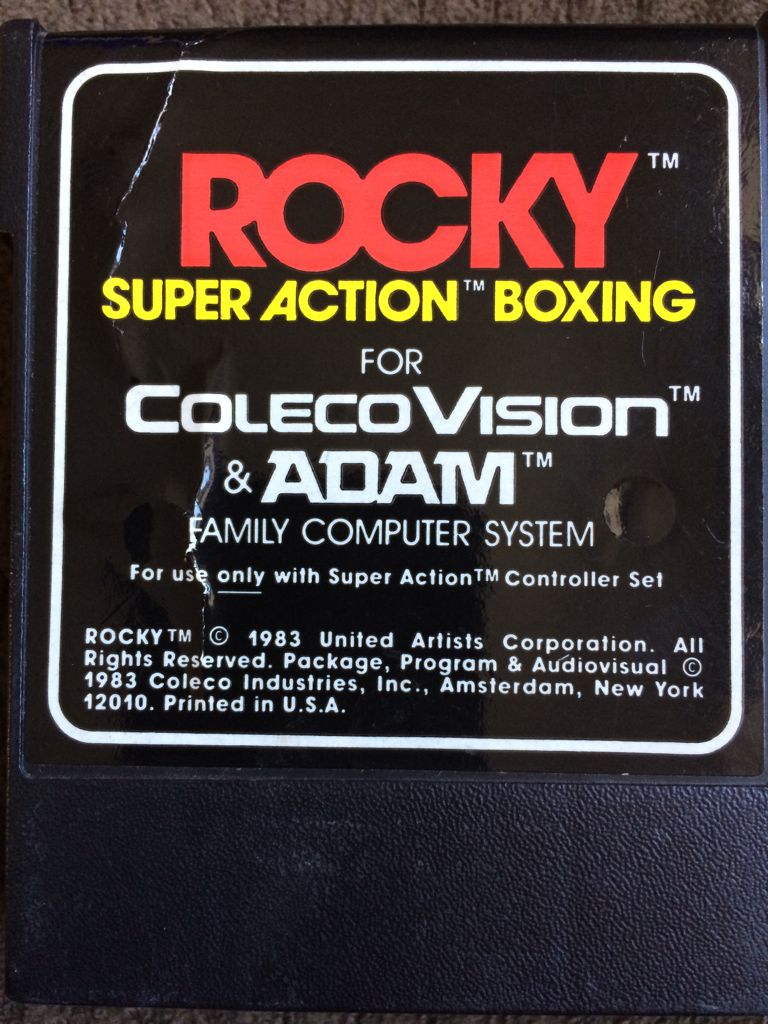 ROCKY™
SUPER ACTION™ BOXING
FOR
COLECOVISION™
& ADAM™
FAMILY COMPUTER SYSTEM
For use only with Super Action™ Controller Set
ROCKY™ © 1983 United Artists Corporation. All
Rights Reserved. Package, Program & Audiovisual ©
1983 Coleco Industries, Inc., Amsterdam, New York
12010. Printed in U.S.A.